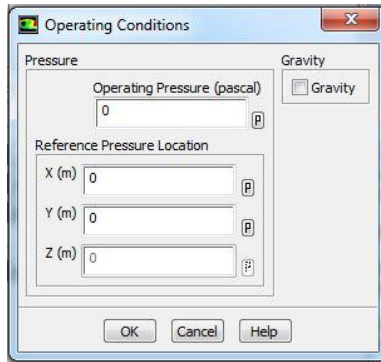 Operating Conditions
Pressure
Operating Pressure (pascal)
0
P
Reference Pressure Location
X (m) 0
P
Y (m) 0
P
Z (m) 0
P
Gravity
Gravity
OK Cancel Help